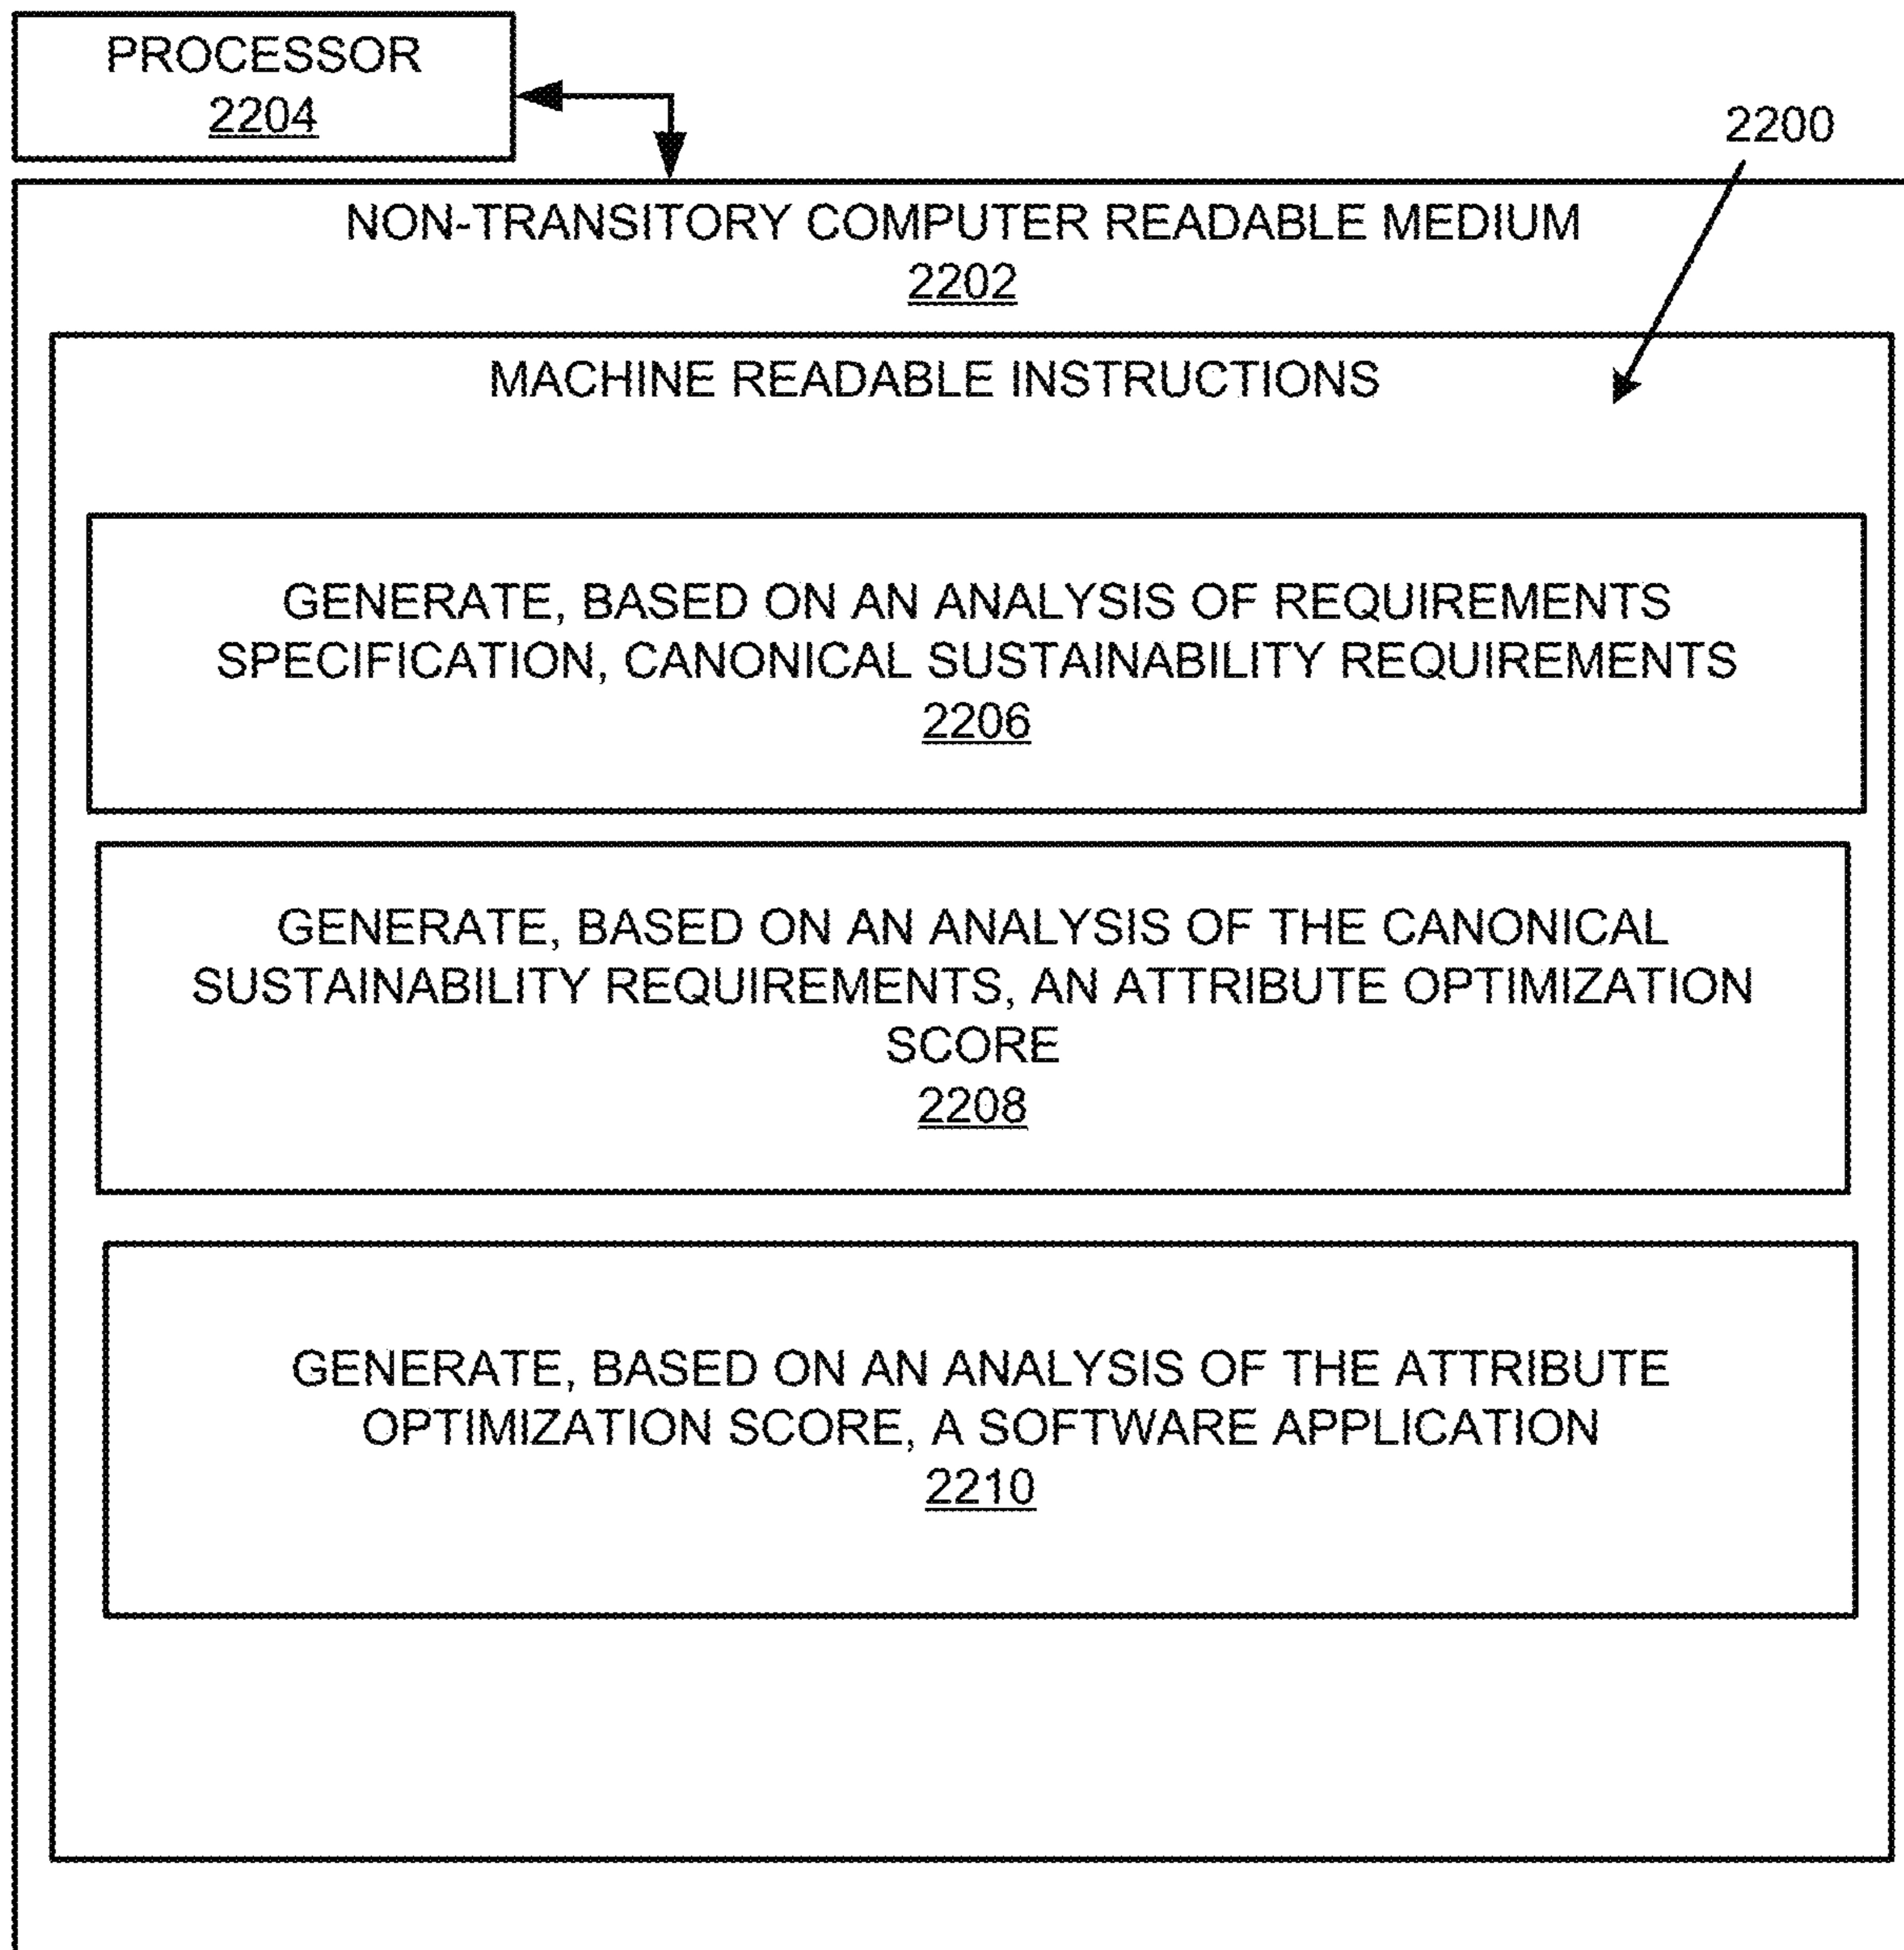 PROCESSOR
2204
2200
NON-TRANSITORY COMPUTER READABLE MEDIUM
2202
MACHINE READABLE INSTRUCTIONS
GENERATE, BASED ON AN ANALYSIS OF REQUIREMENTS
SPECIFICATION, CANONICAL SUSTAINABILITY REQUIREMENTS
2206
GENERATE, BASED ON AN ANALYSIS OF THE CANONICAL
SUSTAINABILITY REQUIREMENTS, AN ATTRIBUTE OPTIMIZATION
SCORE
2208
GENERATE, BASED ON AN ANALYSIS OF THE ATTRIBUTE
OPTIMIZATION SCORE, A SOFTWARE APPLICATION
2210